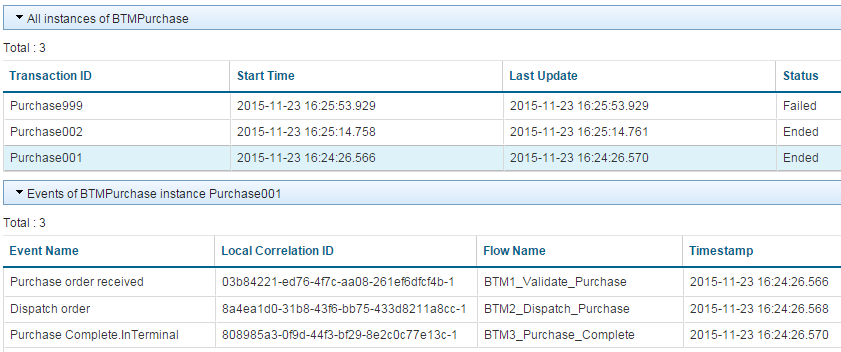 All instances of BTMPurchase
Total : 3
Transaction ID Start Time Last Update Status
Purchase999 2015-11-23 16:25:53.929 2015-11-23 16:25:53.929 Failed
Purchase002 2015-11-23 16:25:14.758 2015-11-23 16:25:14.761 Ended
Purchase001 2015-11-23 16:24:26.566 2015-11-23 16:24:26.570 Ended
Events of BTMPurchase instance Purchase001
Total : 3
Event Name Local Correlation ID Flow Name Timestamp
Purchase order received 03b84221-ed76-4f7c-aa08-261ef6dfcf4b-1 BTM1_Validate_Purchase 2015-11-23 16:24:26.566
Dispatch order 8a4ea1d0-31b8-43f6-bb75-433d8211a8cc-1 BTM2_Dispatch_Purchase 2015-11-23 16:24:26.568
Purchase Complete.InTerminal 808985a3-0f9d-44f3-bf29-8e2c0c77e13c-1 BTM3_Purchase_Complete 2015-11-23 16:24:26.570